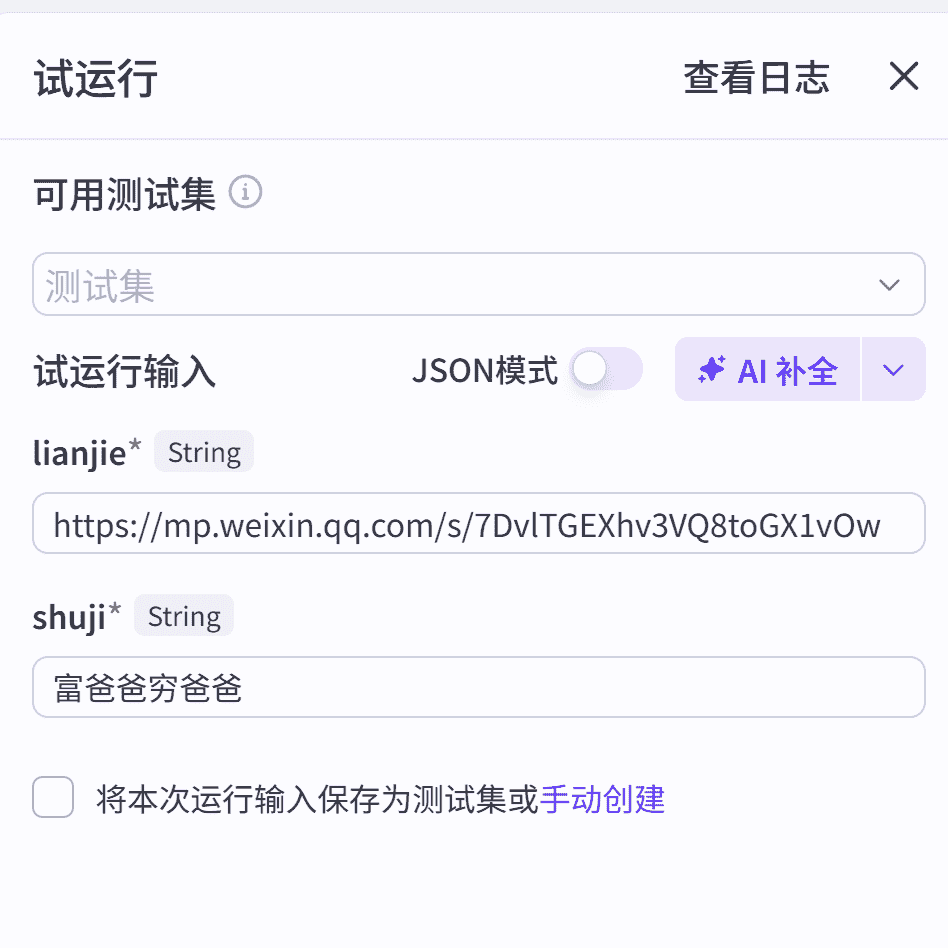 试运行 查看日志
可用测试集
测试集
试运行输入 JSON模式 AI 补全
lianjie* String
https://mp.weixin.qq.com/s/7DvlTGEXhv3VQ8toGX1vOw
shuji* String
富爸爸穷爸爸
将本次运行输入保存为测试集或手动创建